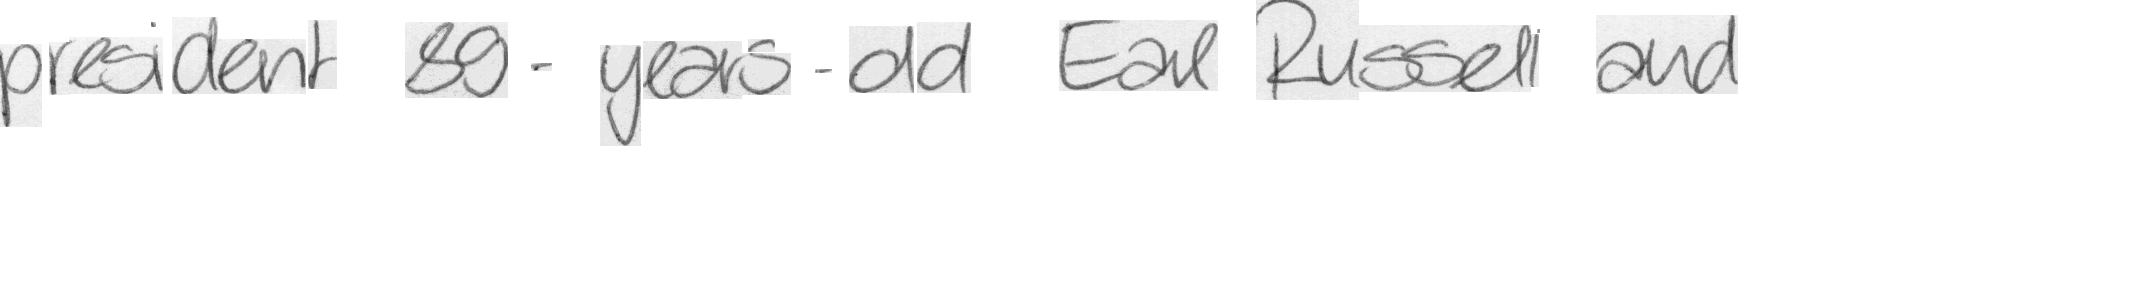 president 89 - years - old Earl Russell and